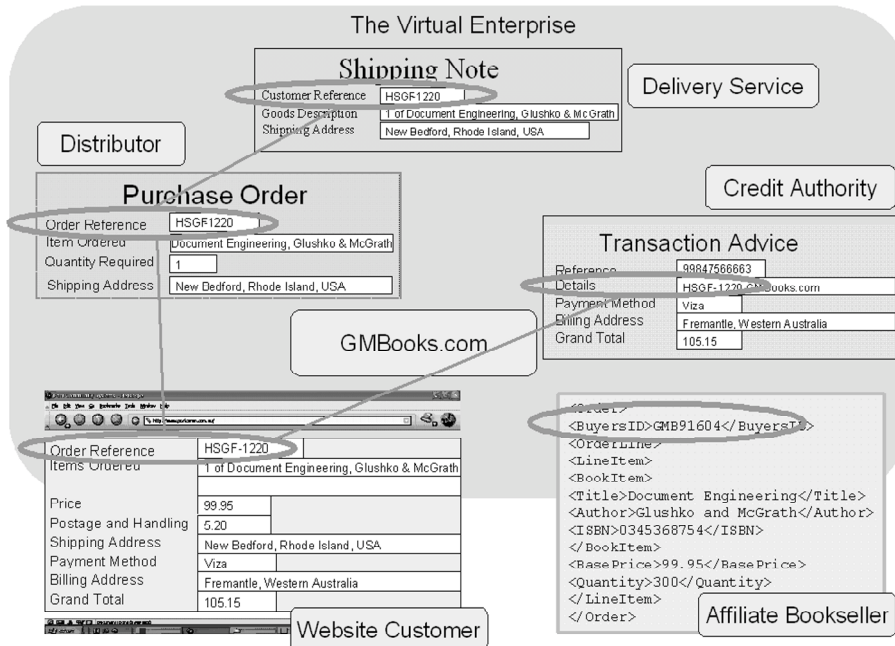 The Virtual Enterprise
Shipping Note
Customer Reference HSGF1220
Goods Description 1 of Document Engineering, Glushko & McGrath
Shipping Address New Bedford, Rhode Island, USA
Delivery Service
Distributor
Purchase Order
Order Reference HSGF1220
Item Ordered Document Engineering, Glushko & McGrath
Quantity Required 1
Shipping Address New Bedford, Rhode Island, USA
Credit Authority
Transaction Advice
Reference 99847566663
Details HSGF-1220 GMBooks.com
Payment Method Viza
Billing Address Fremantle, Western Australia
Grand Total 105.15
GMBooks.com
Order Reference HSGF-1220
Items Ordered 1 of Document Engineering, Glushko & McGrath
Price 99.95
Postage and Handling 5.20
Shipping Address New Bedford, Rhode Island, USA
Payment Method Viza
Billing Address Fremantle, Western Australia
Grand Total 105.15
Website Customer
<Order>
<BuyersID>GMB91604</BuyersID>
<OrderLine>
<LineItem>
<BookItem>
<Title>Document Engineering</Title>
<Author>Glushko and McGrath</Author>
<ISBN>0345368754</ISBN>
</BookItem>
<BasePrice>99.95</BasePrice>
<Quantity>300</Quantity>
</LineItem>
</Order>
Affiliate Bookseller